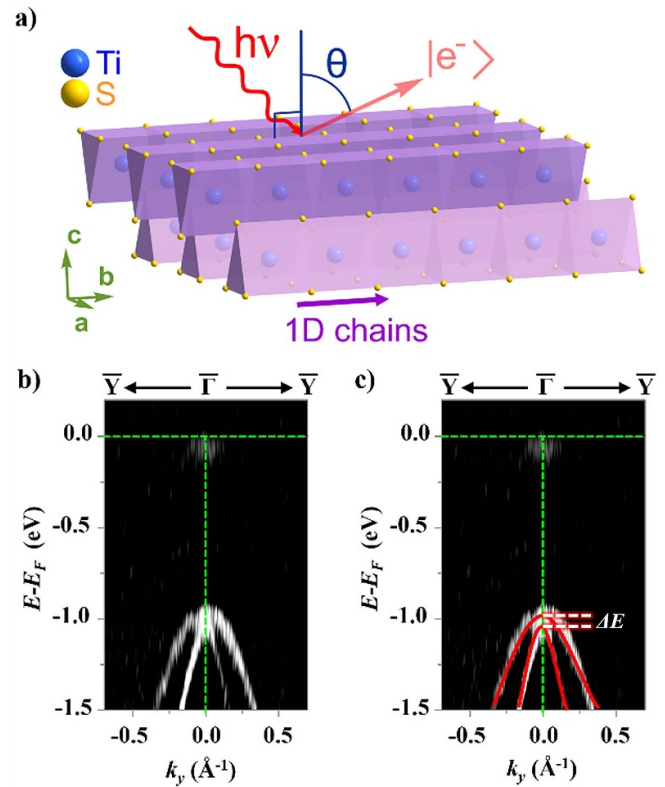 a)
hν
θ
|e⁻⟩
Ti
S
c
b
a
1D chains
b)
Y̅ Γ̅ Y̅
0.0
-0.5
-1.0
-1.5
E-E_F (eV)
-0.5 0.0 0.5
k_y (Å⁻¹)
c)
Y̅ Γ̅ Y̅
0.0
-0.5
-1.0
-1.5
E-E_F (eV)
ΔE
-0.5 0.0 0.5
k_y (Å⁻¹)